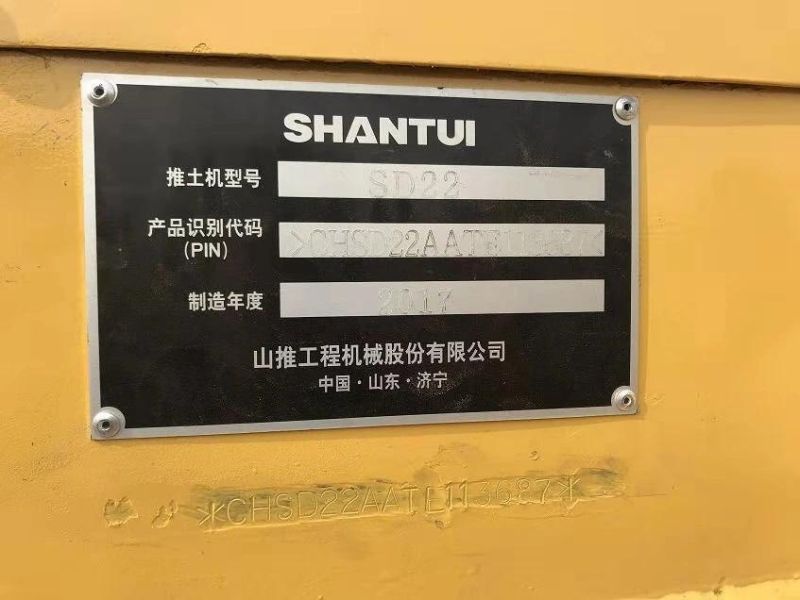 SHANTUI
推土机型号 SD22
产品识别代码
(PIN)
制造年度 2017
山推工程机械股份有限公司
中国·山东·济宁
*CHSD22AATE113687*